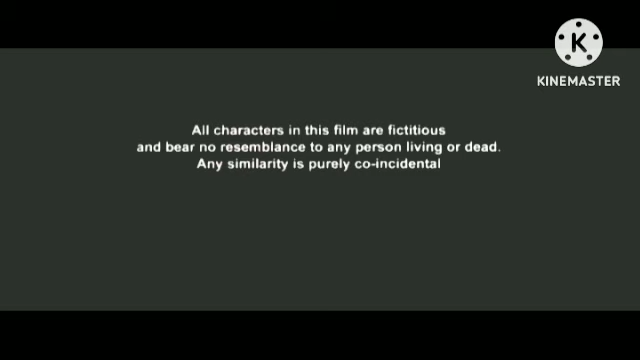 K
KINEMASTER
All characters in this film are fictitious
and bear no resemblance to any person living or dead.
Any similarity is purely co-incidental